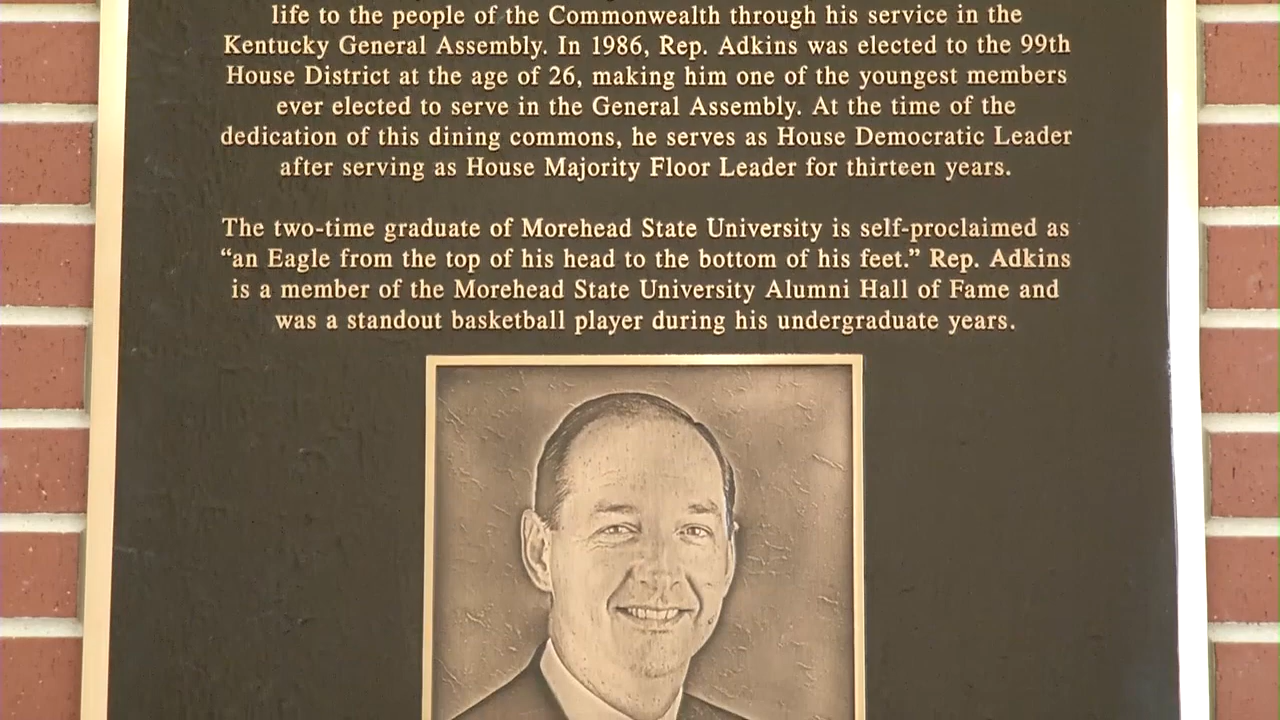 life to the people of the Commonwealth through his service in the
Kentucky General Assembly. In 1986, Rep. Adkins was elected to the 99th
House District at the age of 26, making him one of the youngest members
ever elected to serve in the General Assembly. At the time of the
dedication of this dining commons, he serves as House Democratic Leader
after serving as House Majority Floor Leader for thirteen years.
The two-time graduate of Morehead State University is self-proclaimed as
“an Eagle from the top of his head to the bottom of his feet.” Rep. Adkins
is a member of the Morehead State University Alumni Hall of Fame and
was a standout basketball player during his undergraduate years.